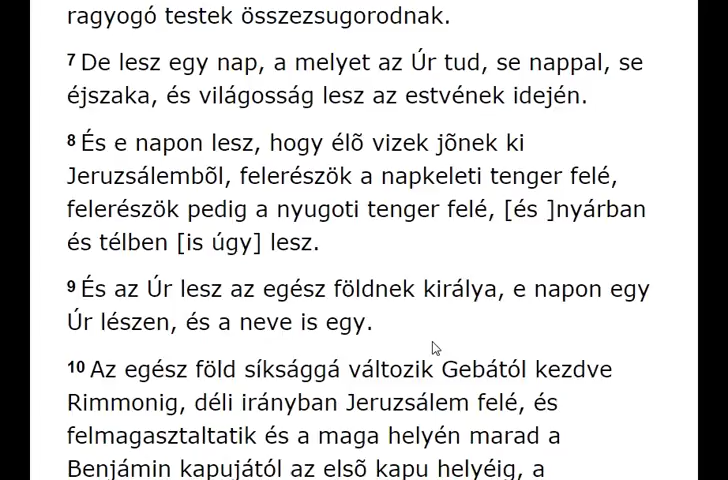 ragyogó testek összezsugorodnak.
7 De lesz egy nap, a melyet az Úr tud, se nappal, se
éjszaka, és világosság lesz az estvének idején.
8 És e napon lesz, hogy élõ vizek jõnek ki
Jeruzsálembõl, felerészök a napkeleti tenger felé,
felerészök pedig a nyugoti tenger felé, [és ]nyárban
és télben [is úgy] lesz.
9 És az Úr lesz az egész földnek királya, e napon egy
Úr lészen, és a neve is egy.
10 Az egész föld síksággá változik Gebától kezdve
Rimmonig, déli irányban Jeruzsálem felé, és
felmagasztaltatik és a maga helyén marad a
Benjámin kapujától az elsõ kapu helyéig, a